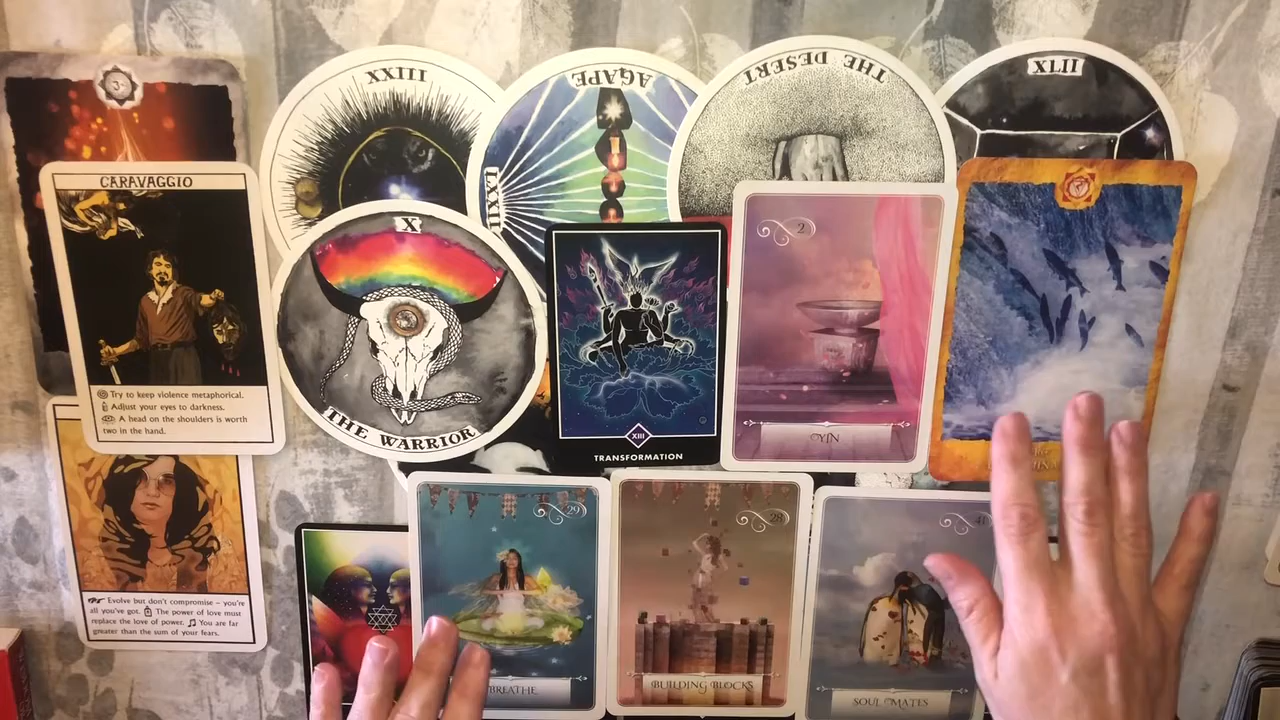 XXXIIII
AGAPE
LXXII
THE DESERT
XLII
CARAVAGGIO
Try to keep violence metaphorical.
Adjust your eyes to darkness.
A head on the shoulders is worth
two in the hand.
X
THE WARRIOR
XIII
TRANSFORMATION
2
YIN
Evolve but don't compromise – you're
all you've got. The power of love must
replace the love of power. You are far
greater than the sum of your fears.
29
BREATHE
28
BUILDING BLOCKS
41
SOUL MATES